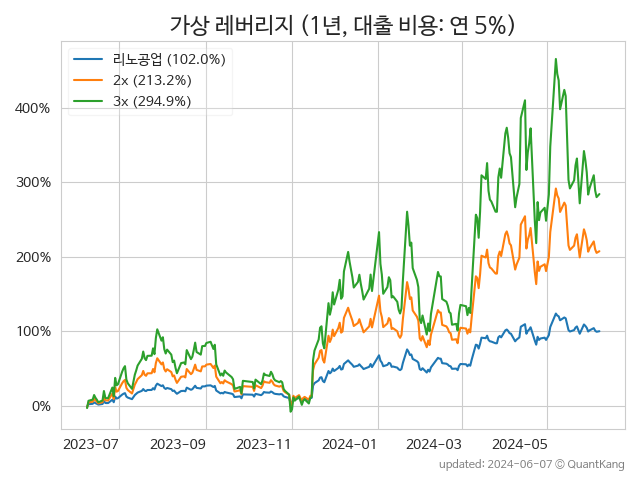 가상 레버리지 (1년, 대출 비용: 연 5%)
리노공업 (102.0%)
2x (213.2%)
3x (294.9%)
400%
300%
200%
100%
0%
2023-07 2023-09 2023-11 2024-01 2024-03 2024-05
updated: 2024-06-07 © QuantKang